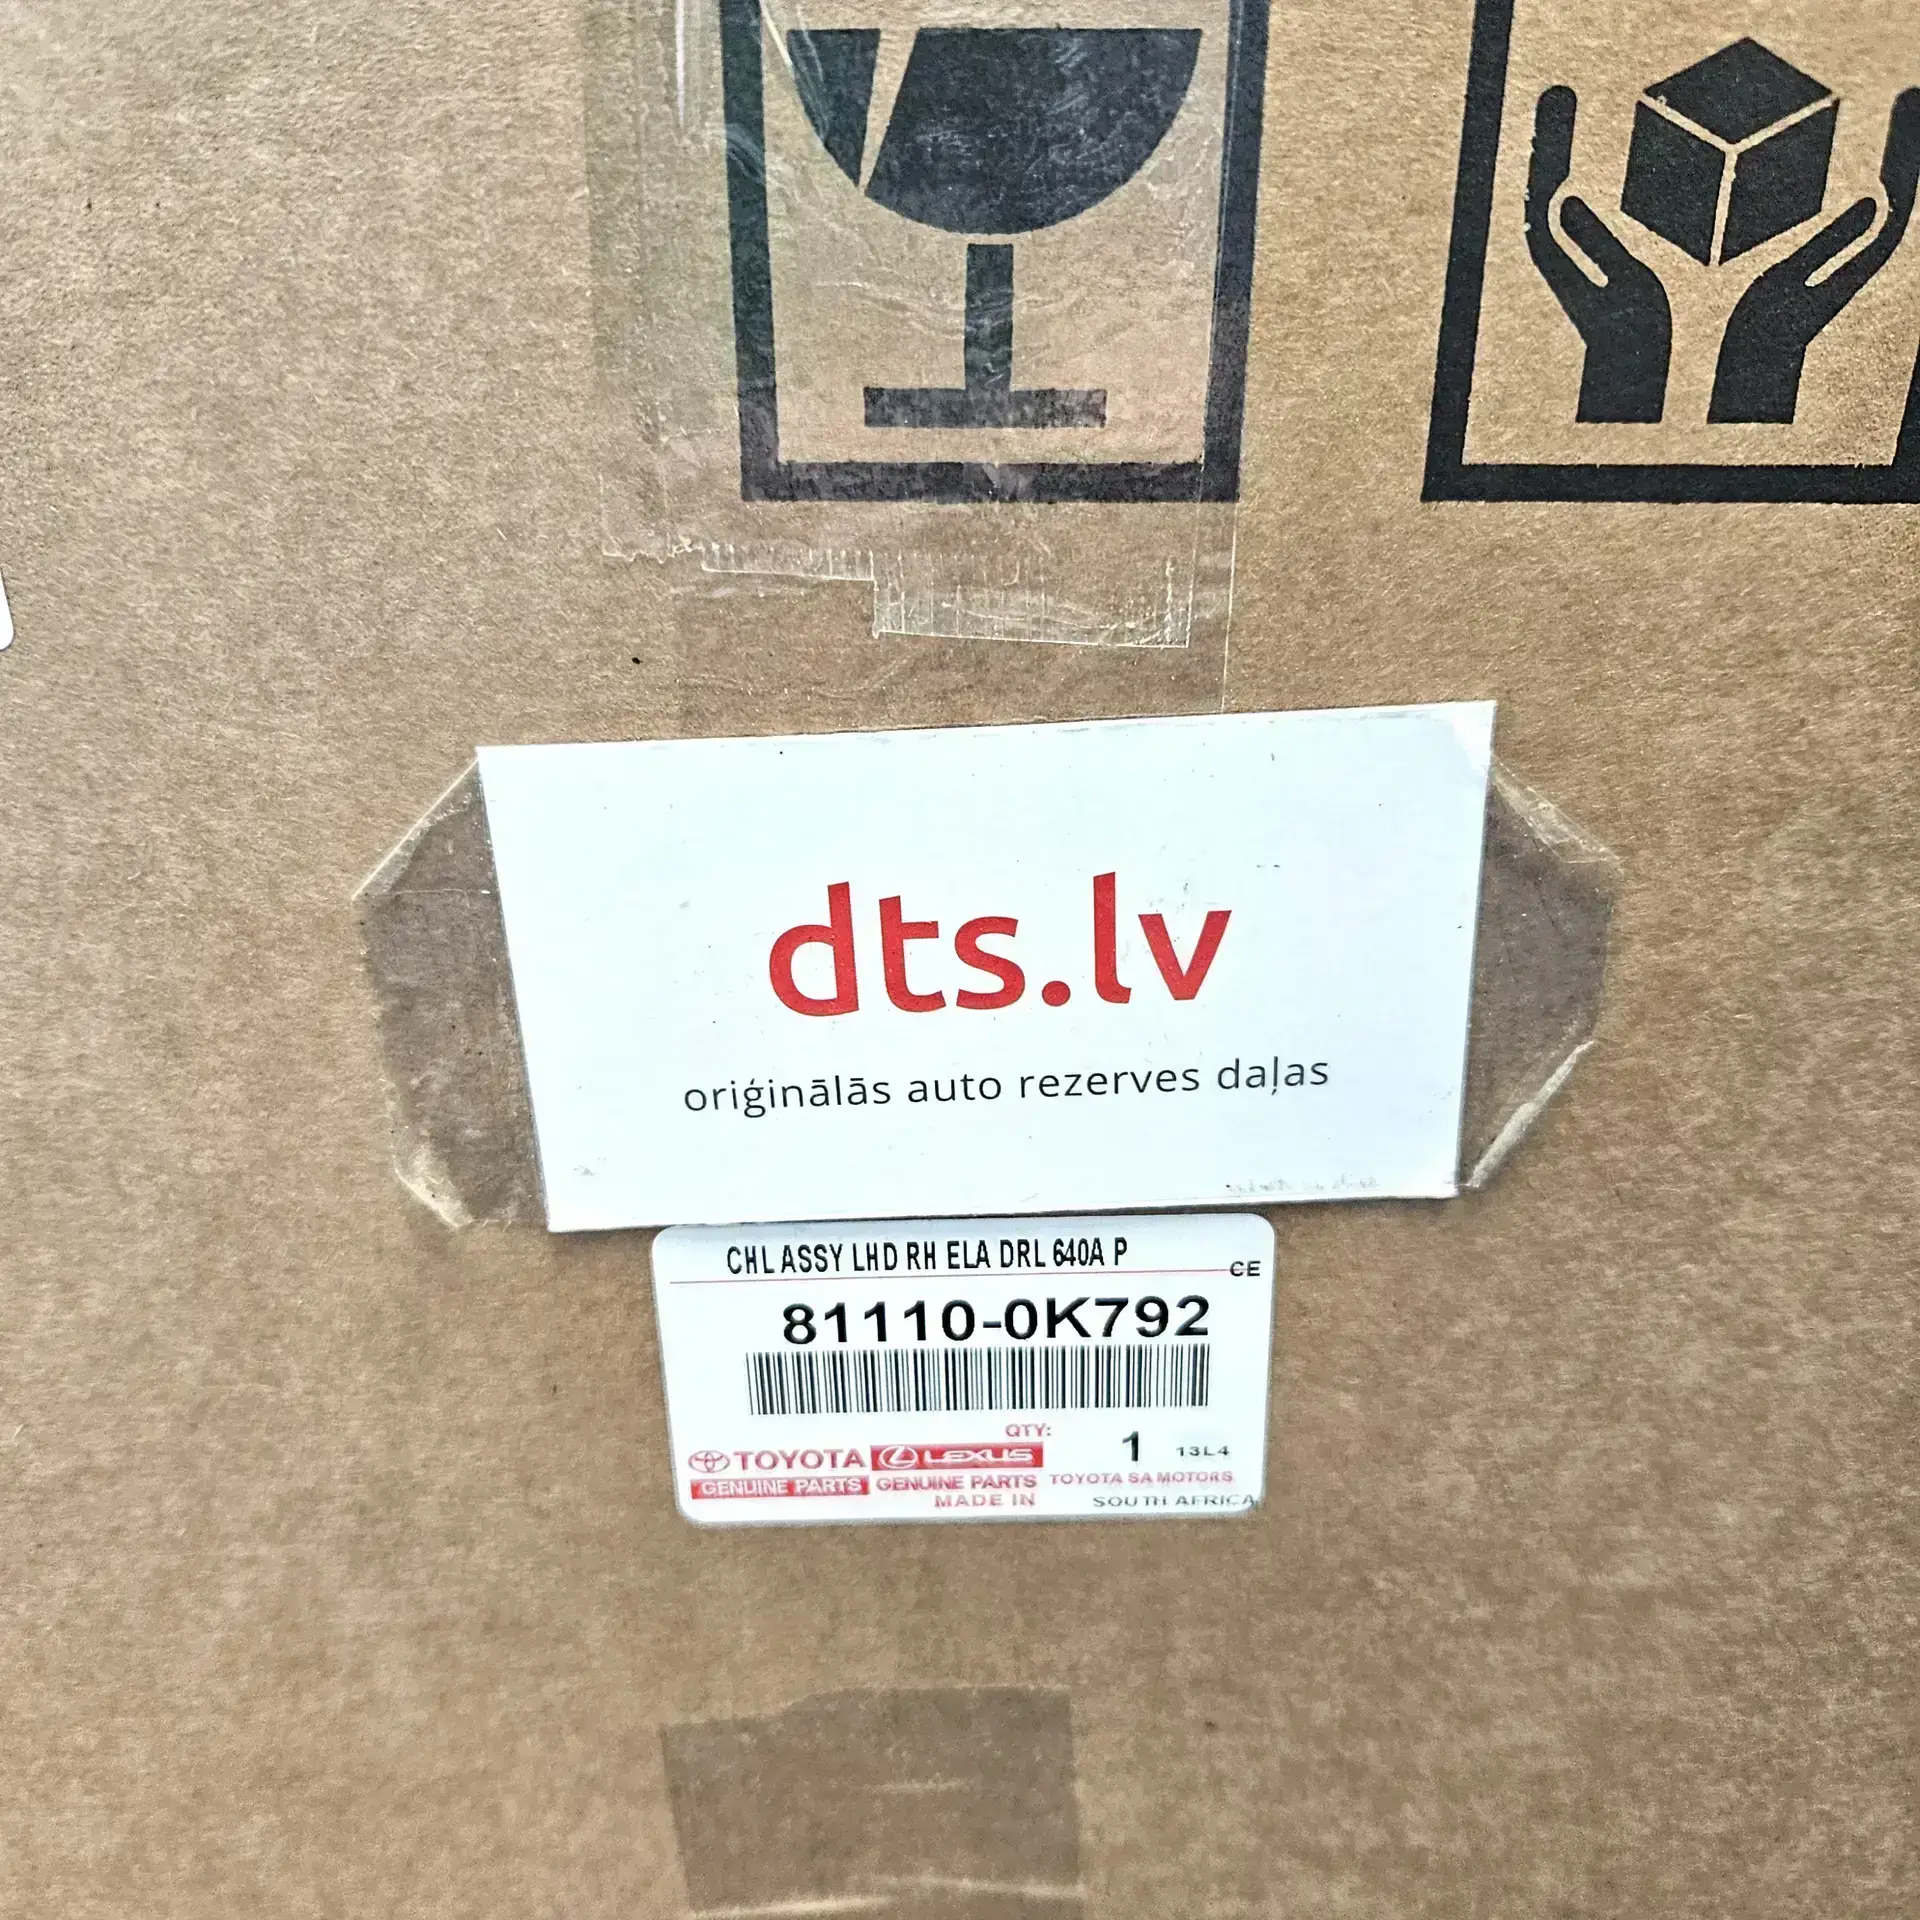 dts.lv
oriģinālās auto rezerves daļas
CHL ASSY LHD RH ELA DRL 640A P
CE
81110-0K792
QTY: 1 13L4
TOYOTA LEXUS
GENUINE PARTS GENUINE PARTS TOYOTA SA MOTORS
MADE IN SOUTH AFRICA